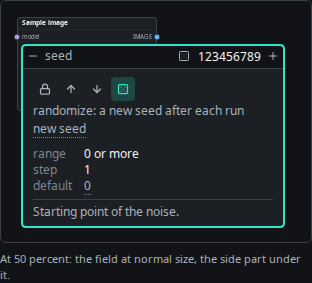 Sample image
model IMAGE
− seed 123456789 +
randomize: a new seed after each run
new seed
range 0 or more
step 1
default 0
Starting point of the noise.
At 50 percent: the field at normal size, the side part under
it.